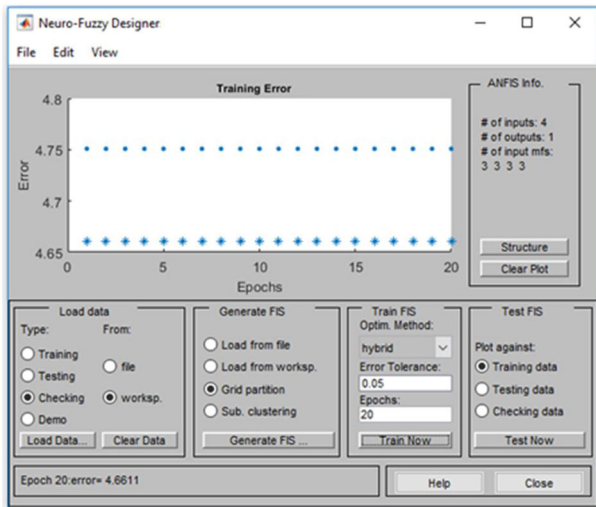 Neuro-Fuzzy Designer
File Edit View
Training Error
4.8
4.75
4.7
4.65
Error
0 5 10 15 20
Epochs
ANFIS Info.
# of inputs: 4
# of outputs: 1
# of input mfs:
3 3 3 3
Structure
Clear Plot
Load data
Type: From:
Training
Testing
Checking
Demo
file
worksp.
Load Data... Clear Data
Generate FIS
Load from file
Load from worksp.
Grid partition
Sub. clustering
Generate FIS ...
Train FIS
Optim. Method:
hybrid
Error Tolerance:
0.05
Epochs:
20
Train Now
Test FIS
Plot against:
Training data
Testing data
Checking data
Test Now
Epoch 20:error= 4.6611
Help Close